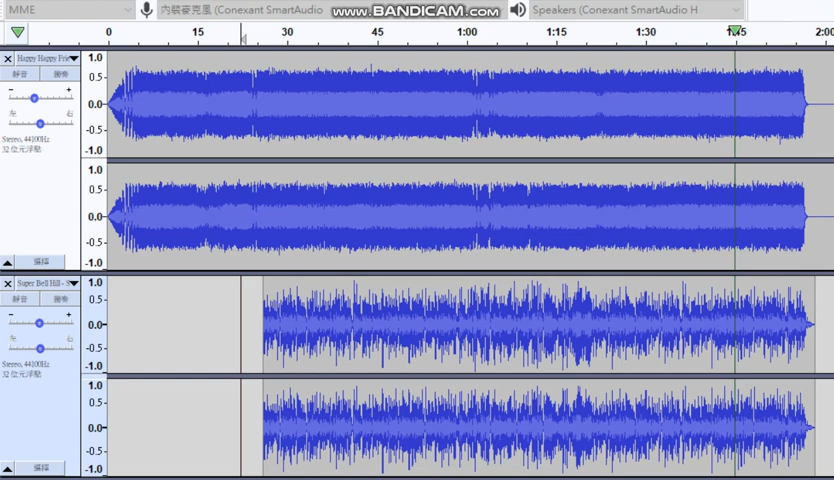 MME 內裝麥克風 (Conexant SmartAudio www.BANDICAM.com Speakers (Conexant SmartAudio H
0 15 30 45 1:00 1:15 1:30 1:45 2:00
Happy Happy Frie
靜音 獨奏
- +
左 右
Stereo, 44100Hz
32 位元浮點
選擇
1.0
0.5
0.0
-0.5
-1.0
1.0
0.5
0.0
-0.5
-1.0
Super Bell Hill - S
靜音 獨奏
- +
左 右
Stereo, 44100Hz
32 位元浮點
選擇
1.0
0.5
0.0
-0.5
-1.0
1.0
0.5
0.0
-0.5
-1.0